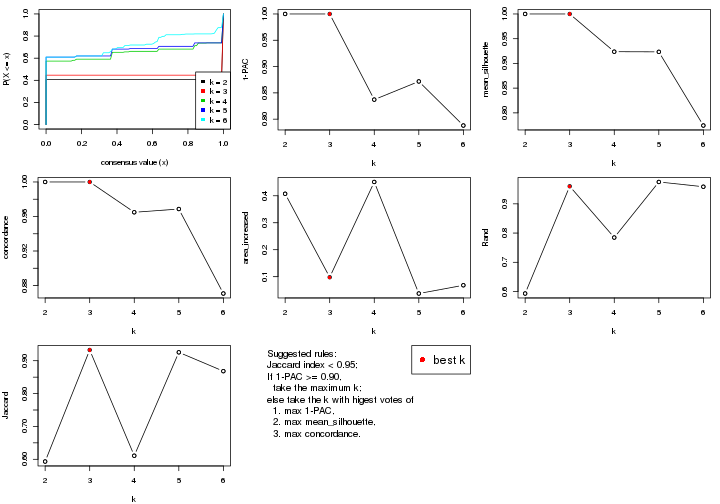 P(X <= x)
0.0 0.2 0.4 0.6 0.8 1.0
0.0 0.2 0.4 0.6 0.8 1.0
consensus value (x)
k = 2
k = 3
k = 4
k = 5
k = 6
1-PAC
0.80 0.85 0.90 0.95 1.00
2 3 4 5 6
k
mean_silhouette
0.80 0.85 0.90 0.95 1.00
2 3 4 5 6
k
concordance
0.88 0.92 0.96 1.00
2 3 4 5 6
k
area_increased
0.1 0.2 0.3 0.4
2 3 4 5 6
k
Rand
0.6 0.7 0.8 0.9
2 3 4 5 6
k
Jaccard
0.60 0.70 0.80 0.90
2 3 4 5 6
k
Suggested rules:
Jaccard index < 0.95;
If 1-PAC >= 0.90,
take the maximum k;
else take the k with higest votes of
1. max 1-PAC,
2. max mean_silhouette,
3. max concordance.
best k